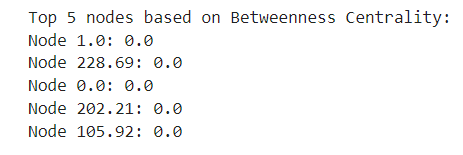 Top 5 nodes based on Betweenness Centrality:
Node 1.0: 0.0
Node 228.69: 0.0
Node 0.0: 0.0
Node 202.21: 0.0
Node 105.92: 0.0